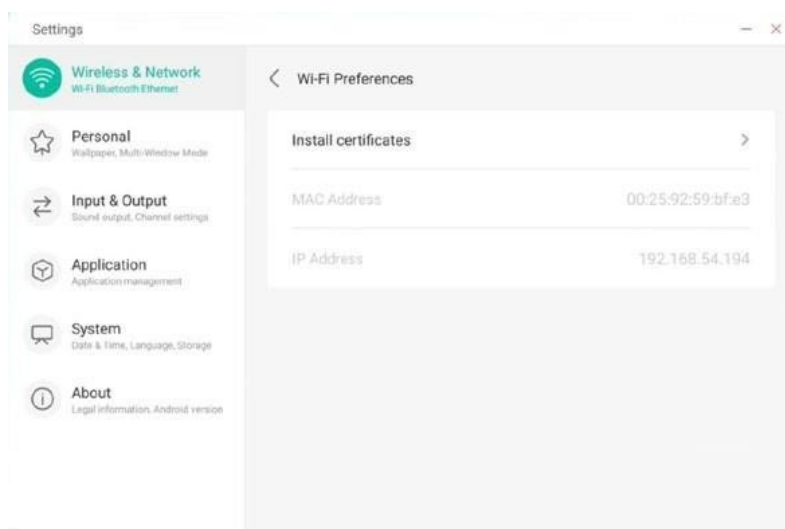 Settings
Wireless & Network
Wi-Fi Bluetooth Ethernet
Personal
Wallpaper, Multi-Window Mode
Input & Output
Sound output, Channel settings
Application
Application management
System
Date & Time, Language, Storage
About
Legal information, Android version
Wi-Fi Preferences
Install certificates
MAC Address 00:25:92:59:bf:e3
IP Address 192.168.54.194